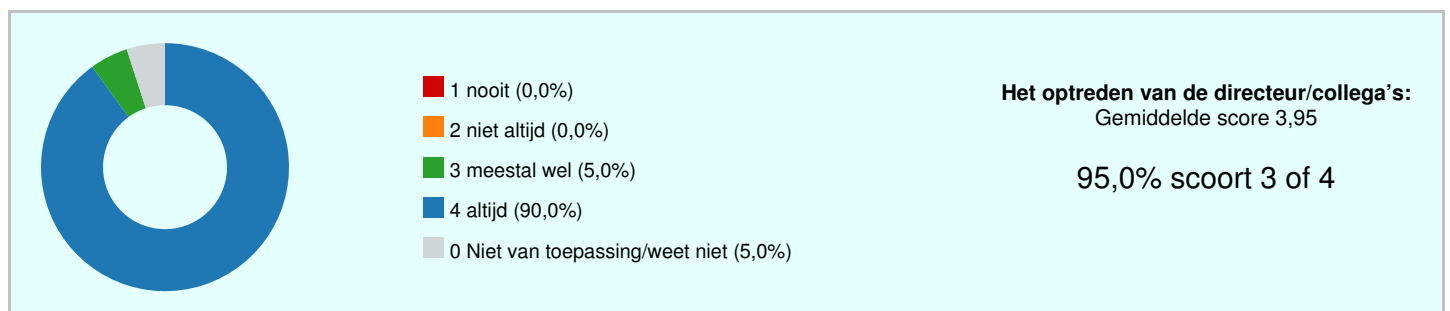 1 nooit (0,0%)
2 niet altijd (0,0%)
3 meestal wel (5,0%)
4 altijd (90,0%)
0 Niet van toepassing/weet niet (5,0%)
Het optreden van de directeur/collega’s:
Gemiddelde score 3,95
95,0% scoort 3 of 4